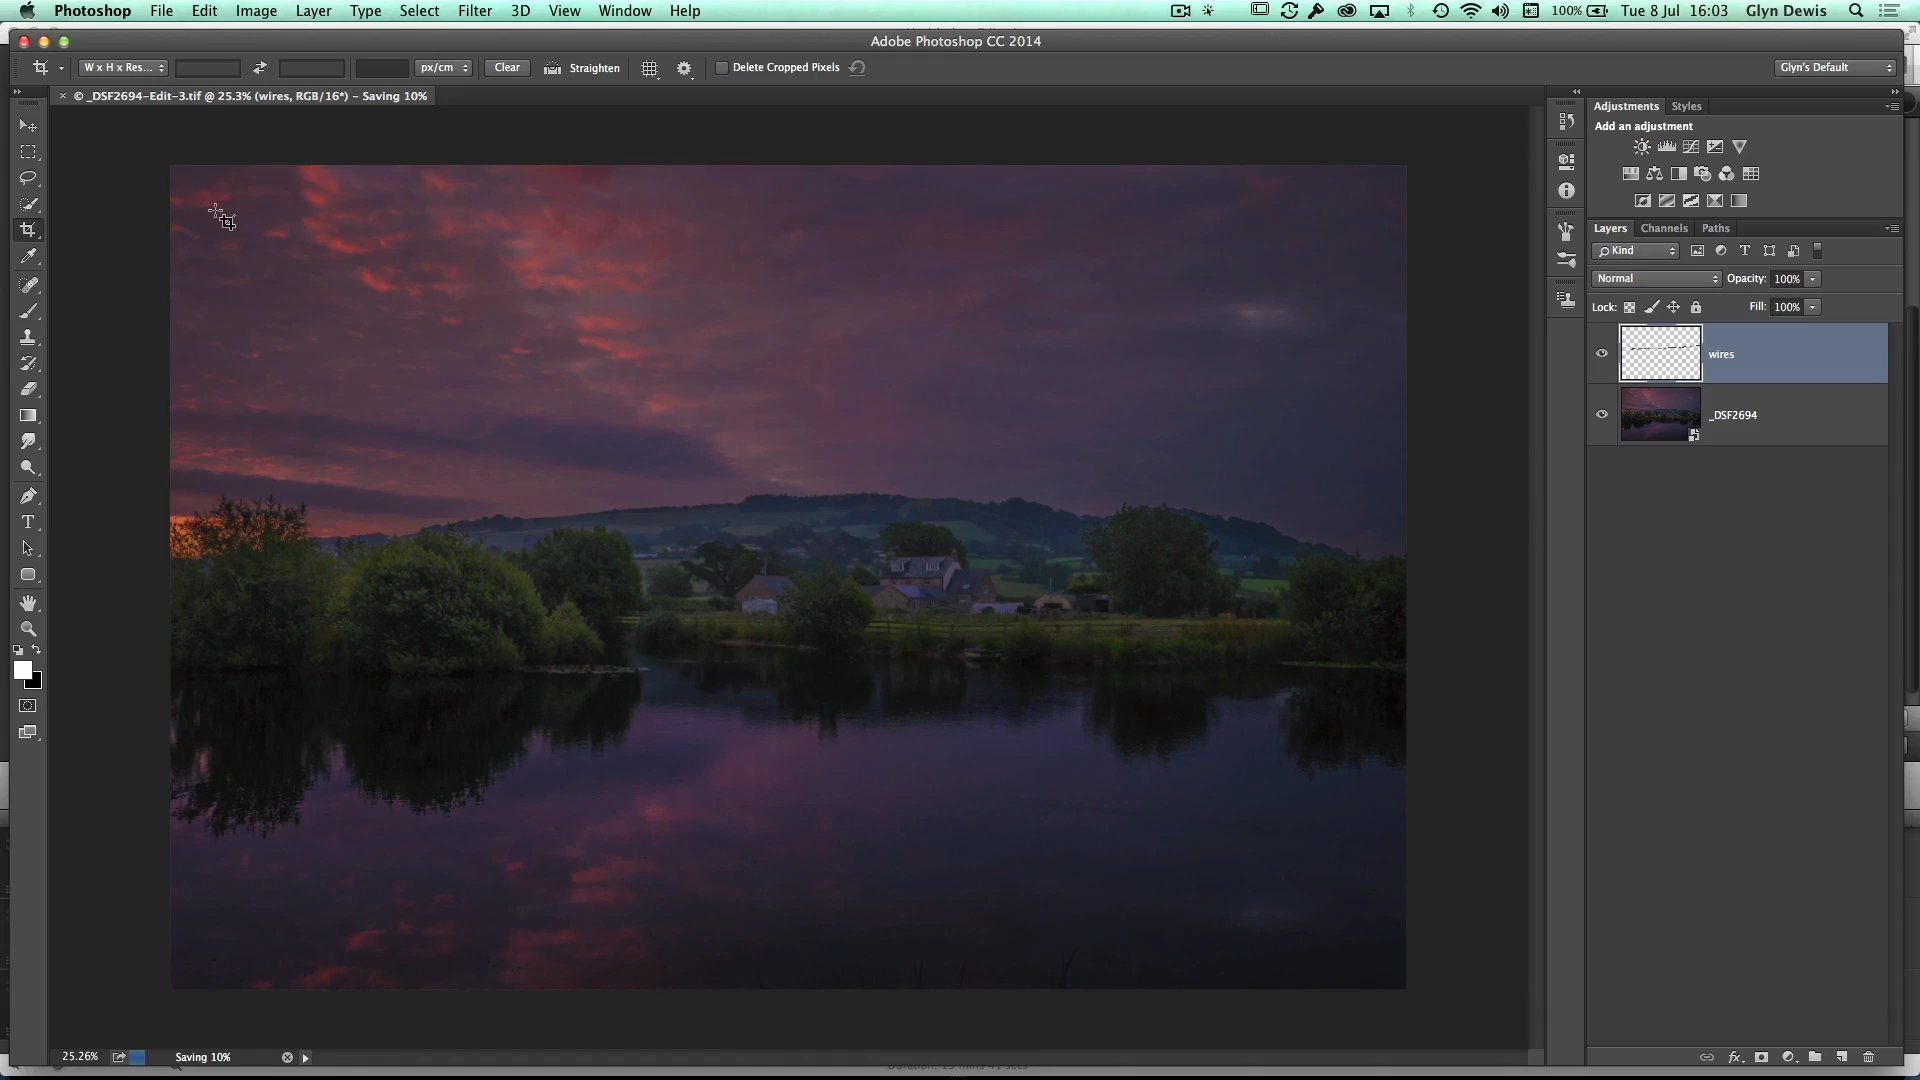 Photoshop File Edit Image Layer Type Select Filter 3D View Window Help 100% Tue 8 Jul 16:03 Glyn Dewis
Adobe Photoshop CC 2014
W x H x Res... px/cm Clear Straighten Delete Cropped Pixels Glyn's Default
© _DSF2694-Edit-3.tif @ 25.3% (wires, RGB/16*) - Saving 10%
Adjustments Styles
Add an adjustment
Layers Channels Paths
Kind
Normal Opacity: 100%
Lock: Fill: 100%
wires
_DSF2694
25.26% Saving 10%